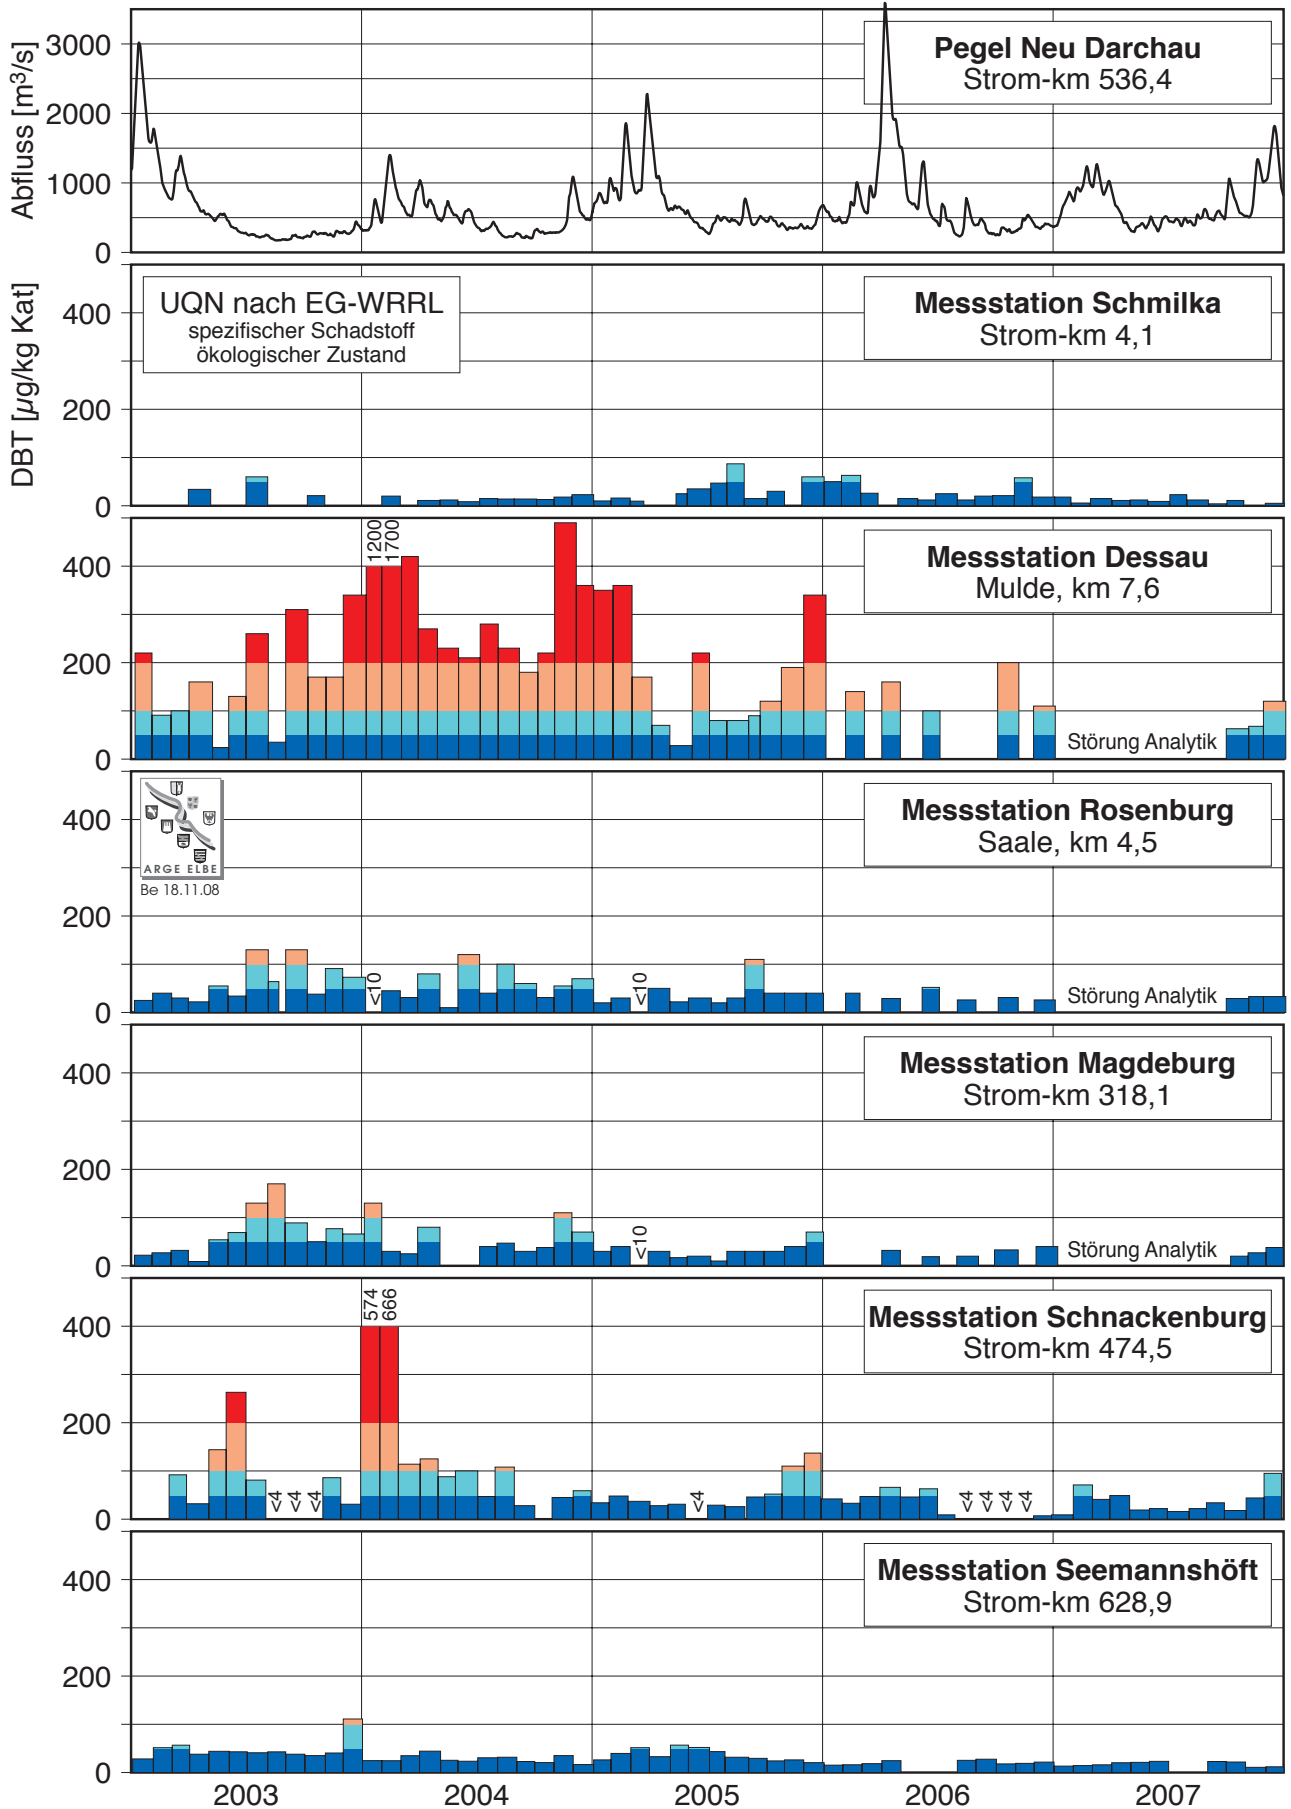 Abfluss [m³/s]
3000
2000
1000
0
Pegel Neu Darchau
Strom-km 536,4
DBT [µg/kg Kat]
400
200
0
UQN nach EG-WRRL
spezifischer Schadstoff
ökologischer Zustand
Messstation Schmilka
Strom-km 4,1
400
200
0
1200
1700
Messstation Dessau
Mulde, km 7,6
Störung Analytik
400
200
0
ARGE ELBE
Be 18.11.08
<10
<10
Messstation Rosenburg
Saale, km 4,5
Störung Analytik
400
200
0
<10
Messstation Magdeburg
Strom-km 318,1
Störung Analytik
400
200
0
574
666
<4
<4
<4
<4
<4
<4
<4
<4
Messstation Schnackenburg
Strom-km 474,5
400
200
0
Messstation Seemannshöft
Strom-km 628,9
2003
2004
2005
2006
2007